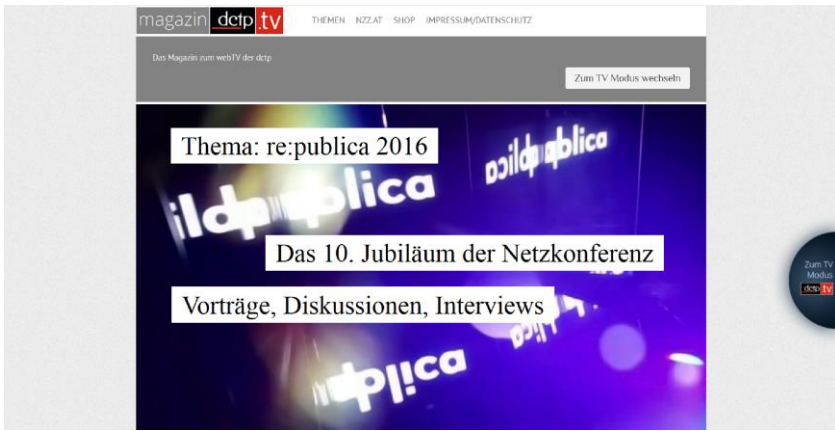 magazin dctp.tv
THEMEN NZZ.AT SHOP IMPRESSUM/DATENSCHUTZ
Das Magazin zum webTV der dctp
Zum TV Modus wechseln
Thema: re:publica 2016
Das 10. Jubiläum der Netzkonferenz
Vorträge, Diskussionen, Interviews
Zum TV
Modus
dctp tv